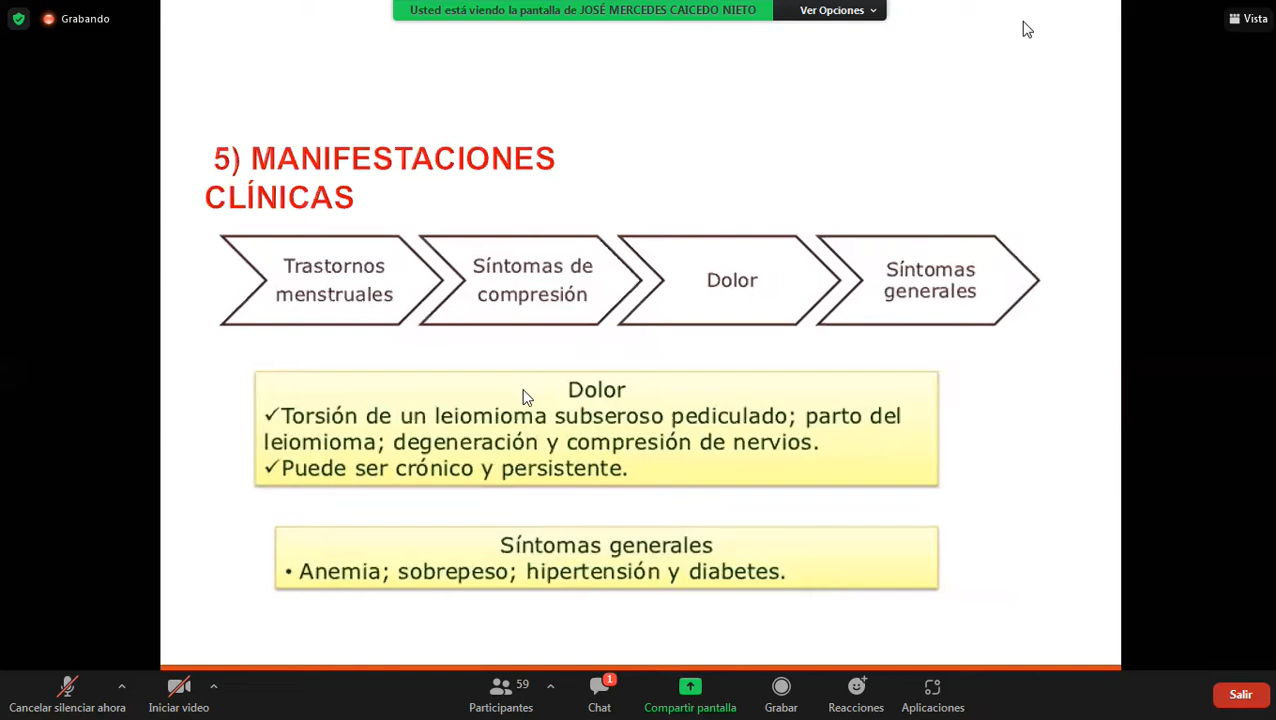 Grabando
Usted está viendo la pantalla de JOSÉ MERCEDES CAICEDO NIETO
Ver Opciones
Vista
5) MANIFESTACIONES
CLÍNICAS
Trastornos
menstruales
Síntomas de
compresión
Dolor
Síntomas
generales
Dolor
✓Torsión de un leiomioma subseroso pediculado; parto del
leiomioma; degeneración y compresión de nervios.
✓Puede ser crónico y persistente.
Síntomas generales
• Anemia; sobrepeso; hipertensión y diabetes.
Cancelar silenciar ahora
Iniciar video
59
Participantes
1
Chat
Compartir pantalla
Grabar
Reacciones
Aplicaciones
Salir